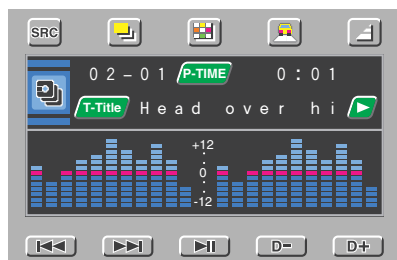 SRC
02-01 P-TIME 0:01
T-Title Head over hi
+12
0
-12
D- D+